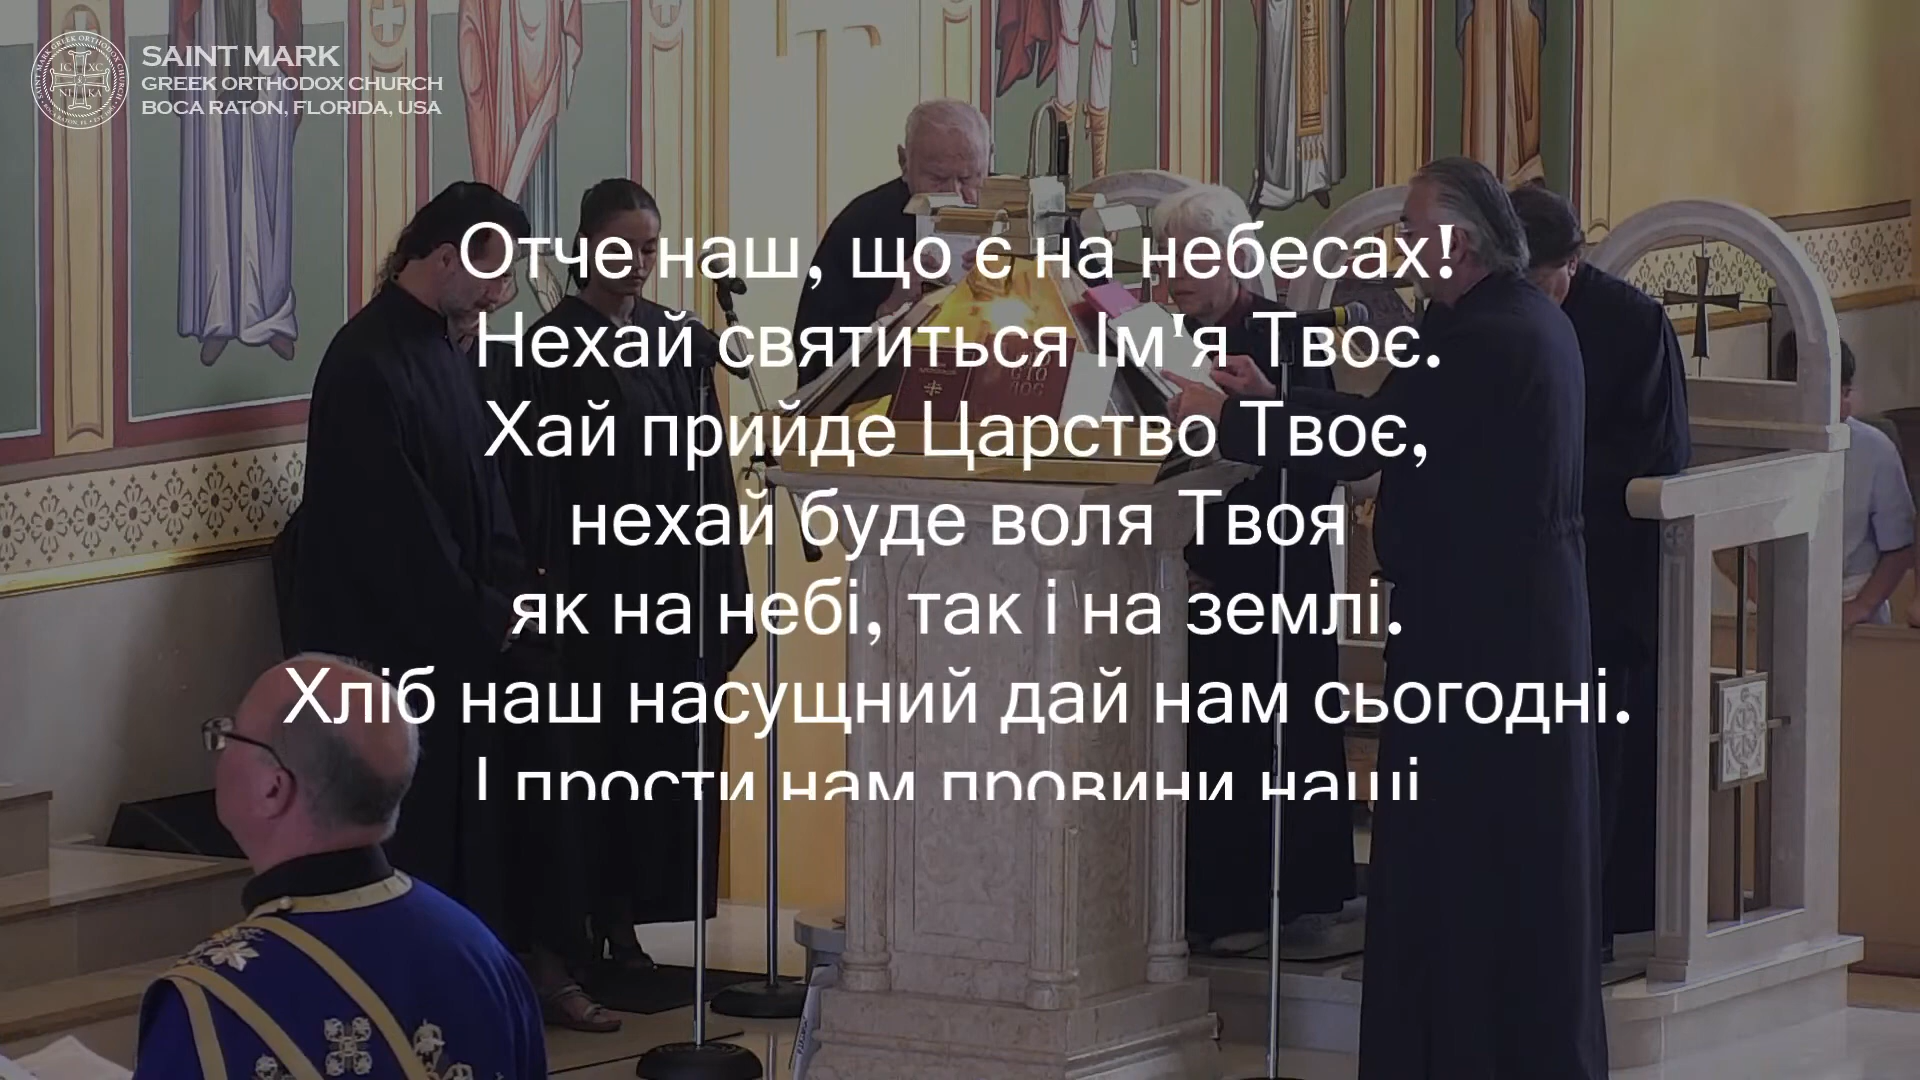 SAINT MARK
GREEK ORTHODOX CHURCH
BOCA RATON, FLORIDA, USA
Отче наш, що є на небесах!
Нехай святиться Ім'я Твоє.
Хай прийде Царство Твоє,
нехай буде воля Твоя
як на небі, так і на землі.
Хліб наш насущний дай нам сьогодні.
І прости нам провини наші